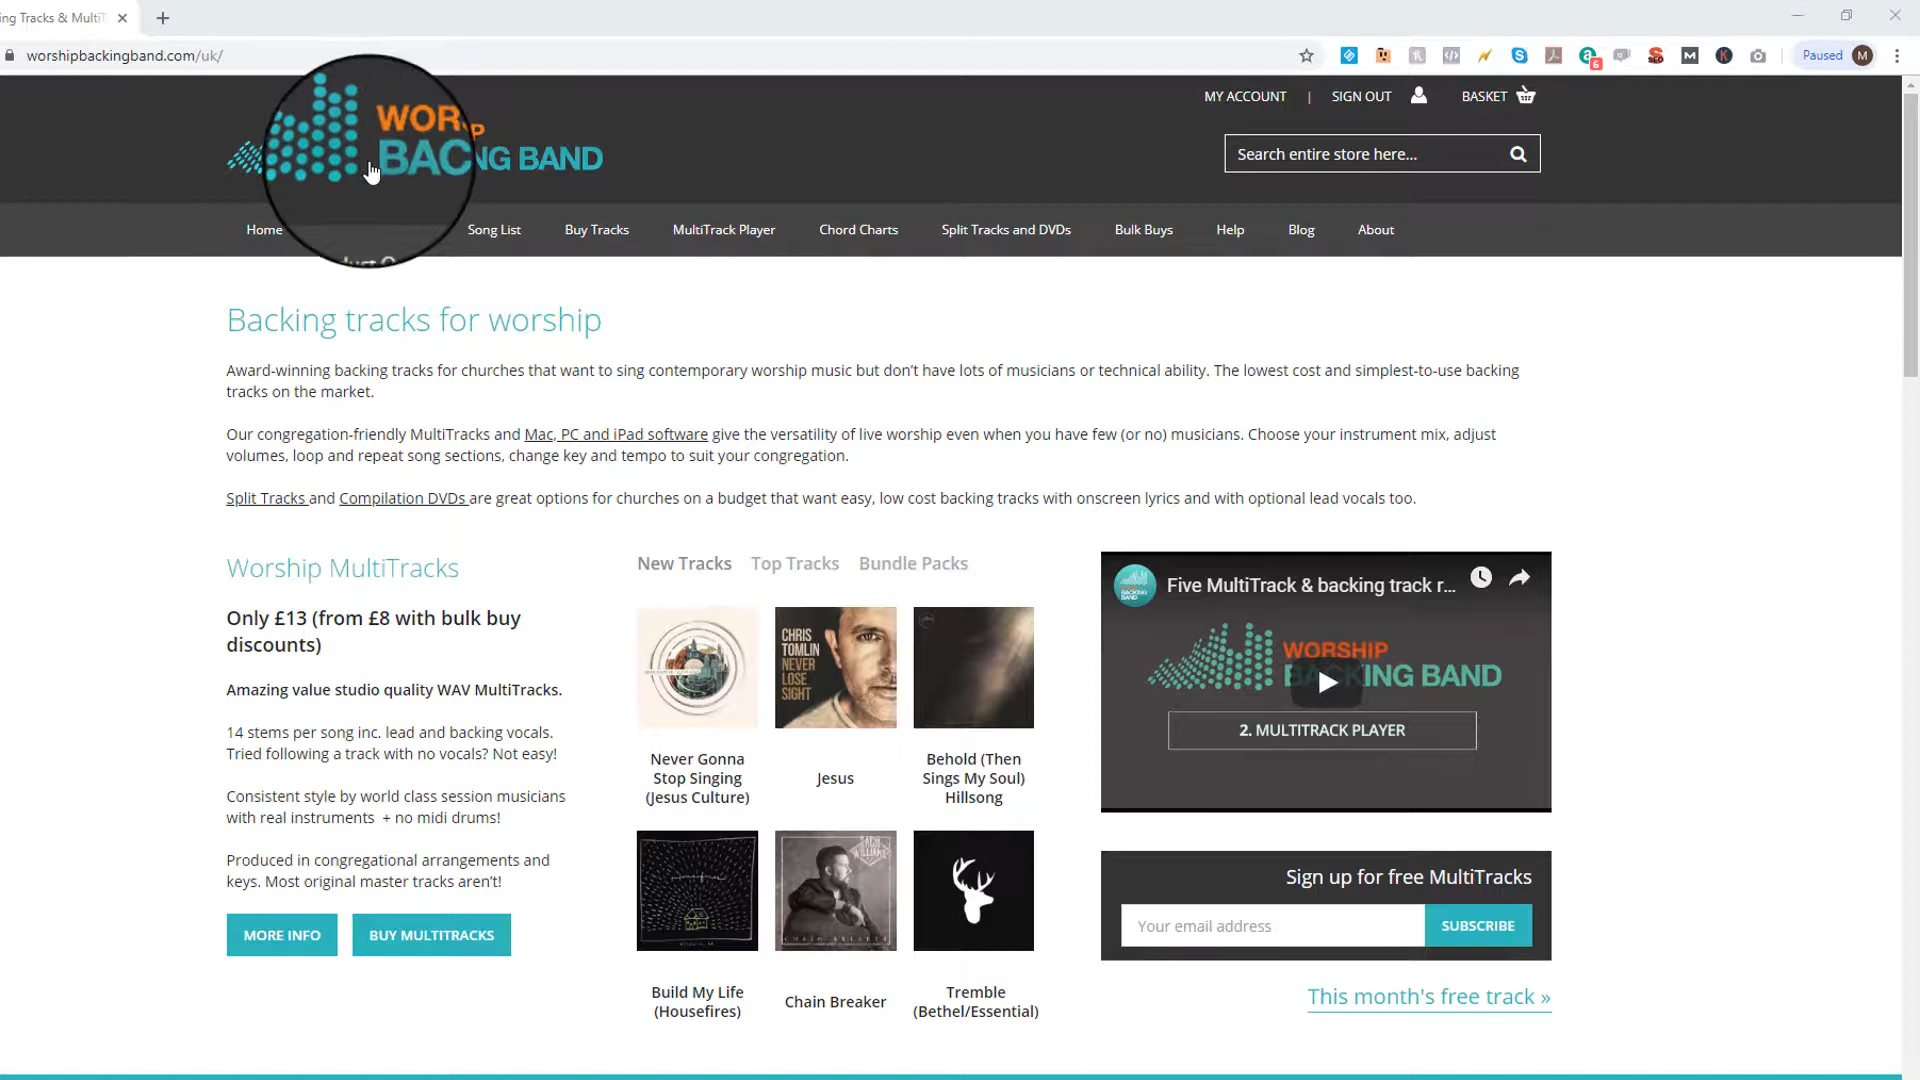 ing Tracks & MultiT
worshipbackingband.com/uk/
Paused
M
6
WORS
P
BACKING BAND
MY ACCOUNT | SIGN OUT BASKET
Search entire store here...
Home Song List Buy Tracks MultiTrack Player Chord Charts Split Tracks and DVDs Bulk Buys Help Blog About
Backing tracks for worship
Award-winning backing tracks for churches that want to sing contemporary worship music but don't have lots of musicians or technical ability. The lowest cost and simplest-to-use backing
tracks on the market.
Our congregation-friendly MultiTracks and Mac, PC and iPad software give the versatility of live worship even when you have few (or no) musicians. Choose your instrument mix, adjust
volumes, loop and repeat song sections, change key and tempo to suit your congregation.
Split Tracks and Compilation DVDs are great options for churches on a budget that want easy, low cost backing tracks with onscreen lyrics and with optional lead vocals too.
Worship MultiTracks
Only £13 (from £8 with bulk buy
discounts)
Amazing value studio quality WAV MultiTracks.
14 stems per song inc. lead and backing vocals.
Tried following a track with no vocals? Not easy!
Consistent style by world class session musicians
with real instruments + no midi drums!
Produced in congregational arrangements and
keys. Most original master tracks aren't!
MORE INFO BUY MULTITRACKS
New Tracks Top Tracks Bundle Packs
CHRIS
TOMLIN
NEVER
LOSE
SIGHT
Never Gonna
Stop Singing
(Jesus Culture)
Jesus
Behold (Then
Sings My Soul)
Hillsong
ZACH
WILLIAMS
CHAIN BREAKER
Build My Life
(Housefires)
Chain Breaker
Tremble
(Bethel/Essential)
Five MultiTrack & backing track r...
WORSHIP
BACKING BAND
2. MULTITRACK PLAYER
Sign up for free MultiTracks
Your email address SUBSCRIBE
This month's free track »